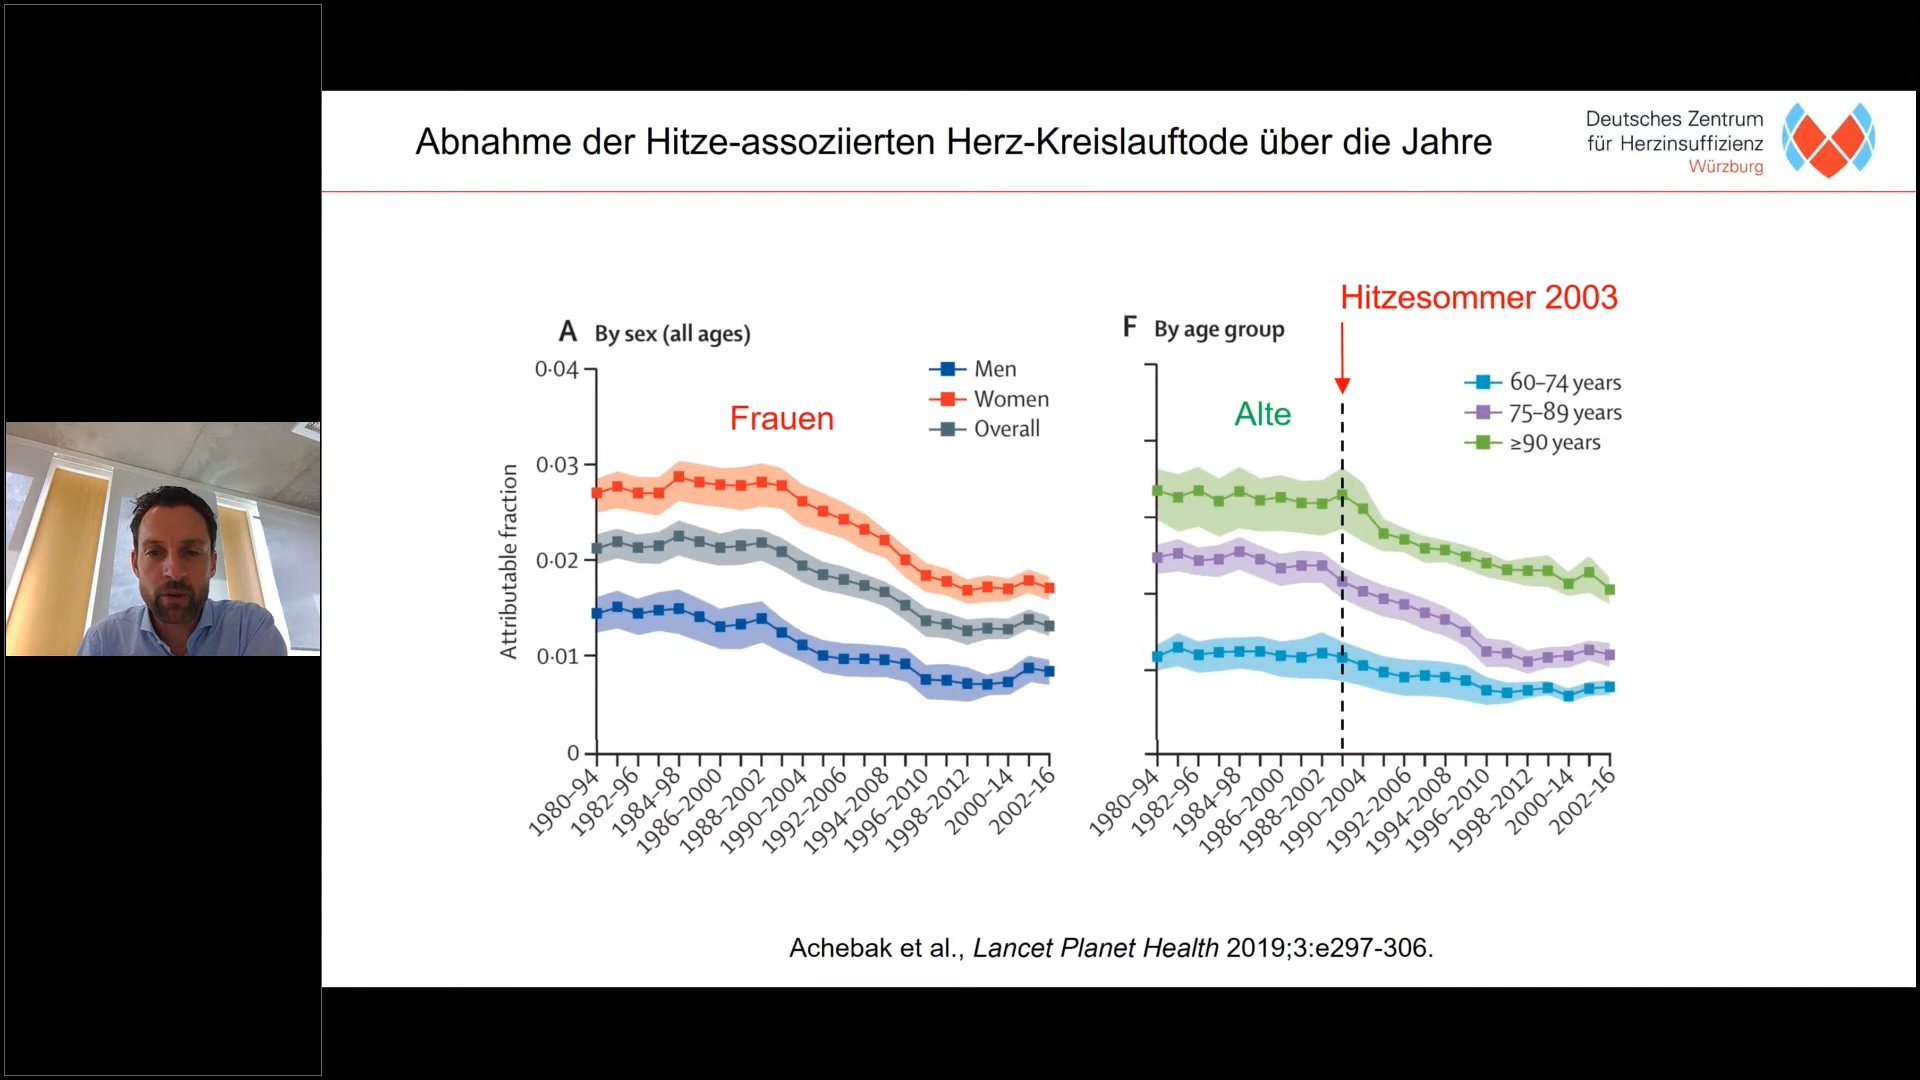 Abnahme der Hitze-assoziierten Herz-Kreislauftode über die Jahre
Deutsches Zentrum
für Herzinsuffizienz
Würzburg
Hitzesommer 2003
A By sex (all ages)
F By age group
0·04
0·03
0·02
0·01
0
Attributable fraction
Men
Women
Overall
Frauen
Alte
60–74 years
75–89 years
≥90 years
1980–94
1982–96
1984–98
1986–2000
1988–2002
1990–2004
1992–2006
1994–2008
1996–2010
1998–2012
2000–14
2002–16
1980–94
1982–96
1984–98
1986–2000
1988–2002
1990–2004
1992–2006
1994–2008
1996–2010
1998–2012
2000–14
2002–16
Achebak et al., Lancet Planet Health 2019;3:e297-306.